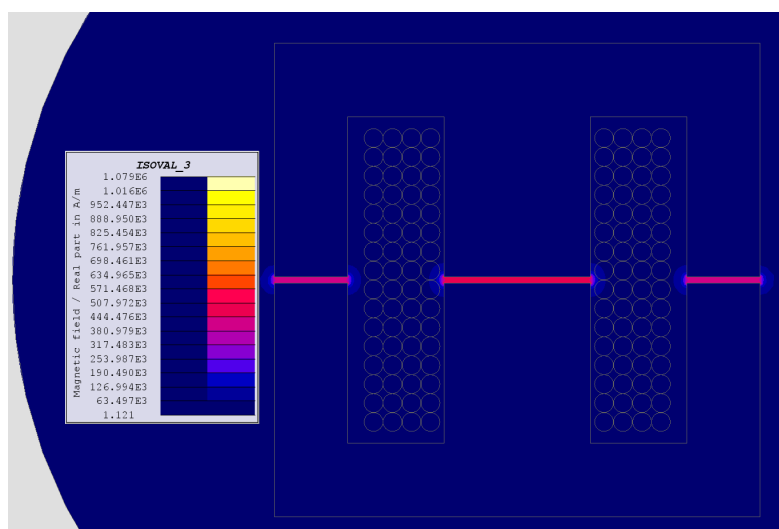 ISOVAL_3
Magnetic field / Real part in A/m
1.079E6
1.016E6
952.447E3
888.950E3
825.454E3
761.957E3
698.461E3
634.965E3
571.468E3
507.972E3
444.476E3
380.979E3
317.483E3
253.987E3
190.490E3
126.994E3
63.497E3
1.121